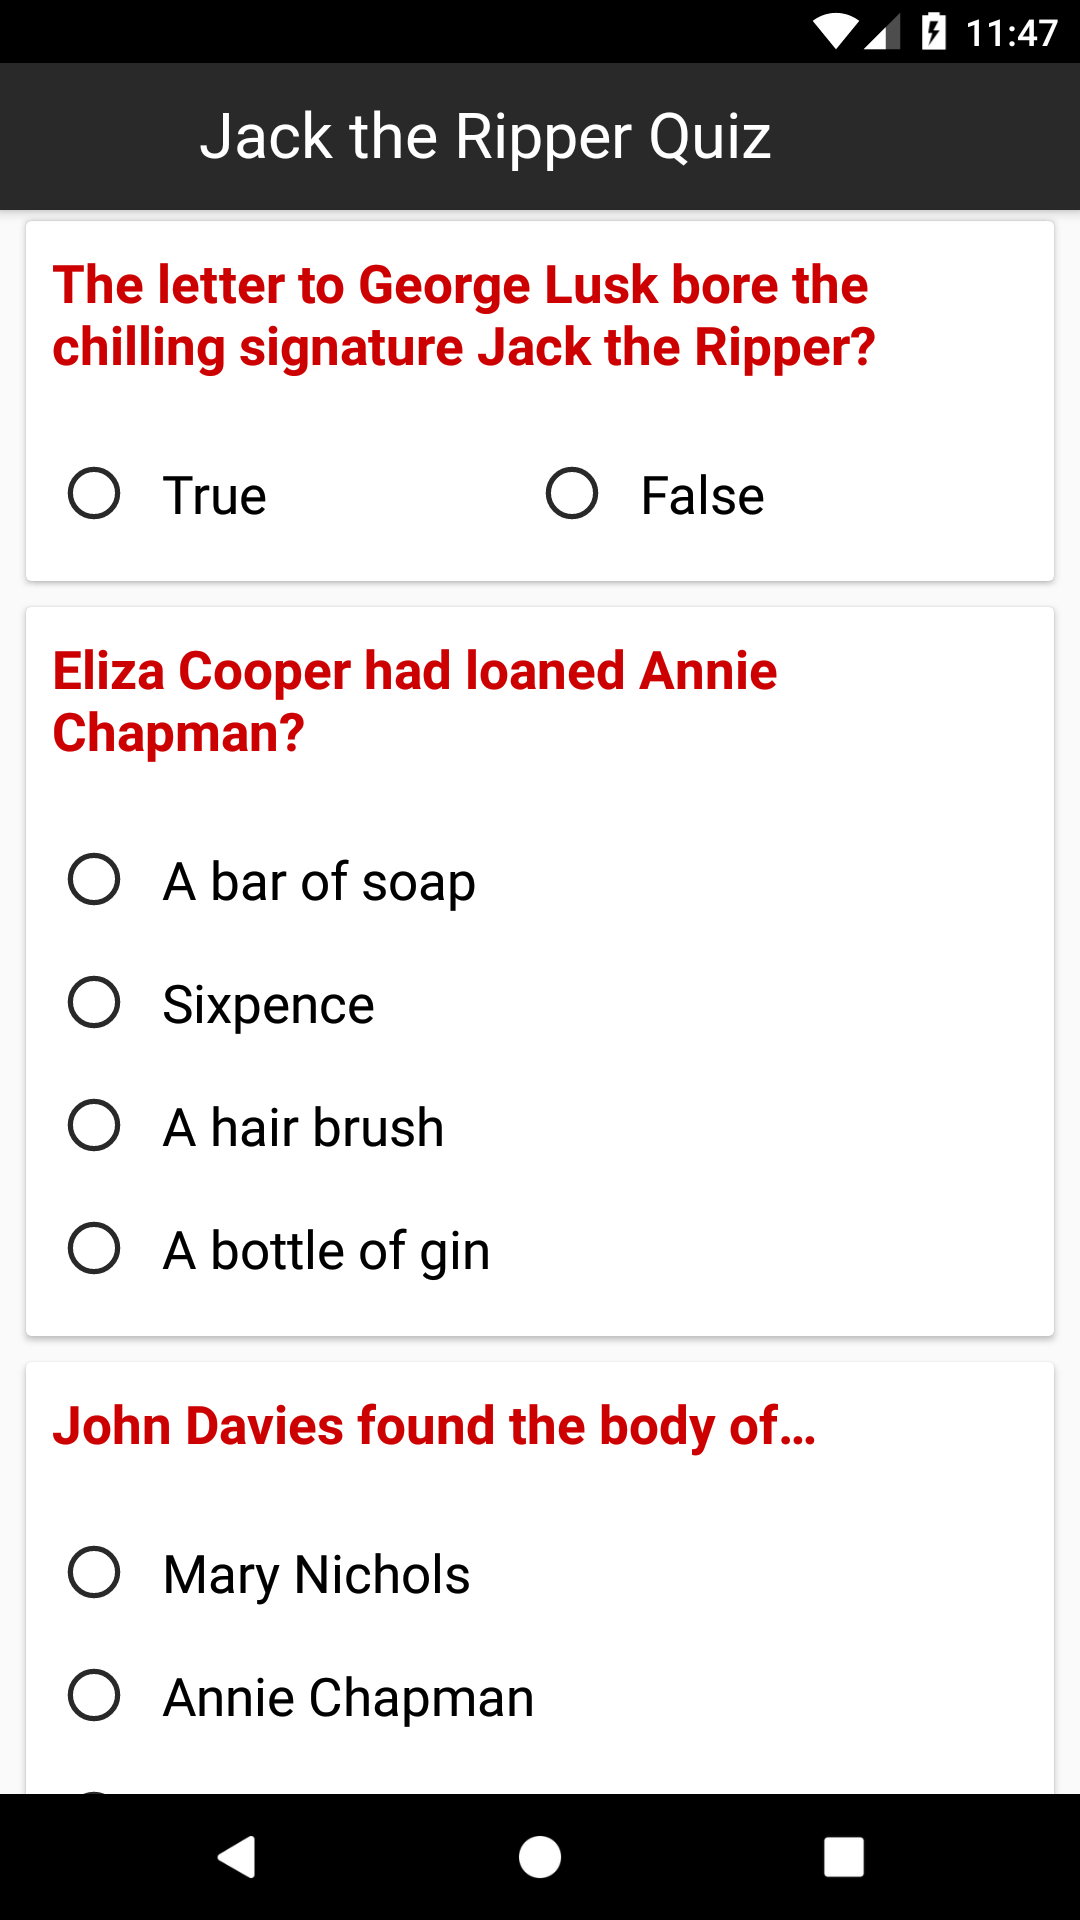 11:47
Jack the Ripper Quiz
The letter to George Lusk bore the
chilling signature Jack the Ripper?
True
False
Eliza Cooper had loaned Annie
Chapman?
A bar of soap
Sixpence
A hair brush
A bottle of gin
John Davies found the body of...
Mary Nichols
Annie Chapman